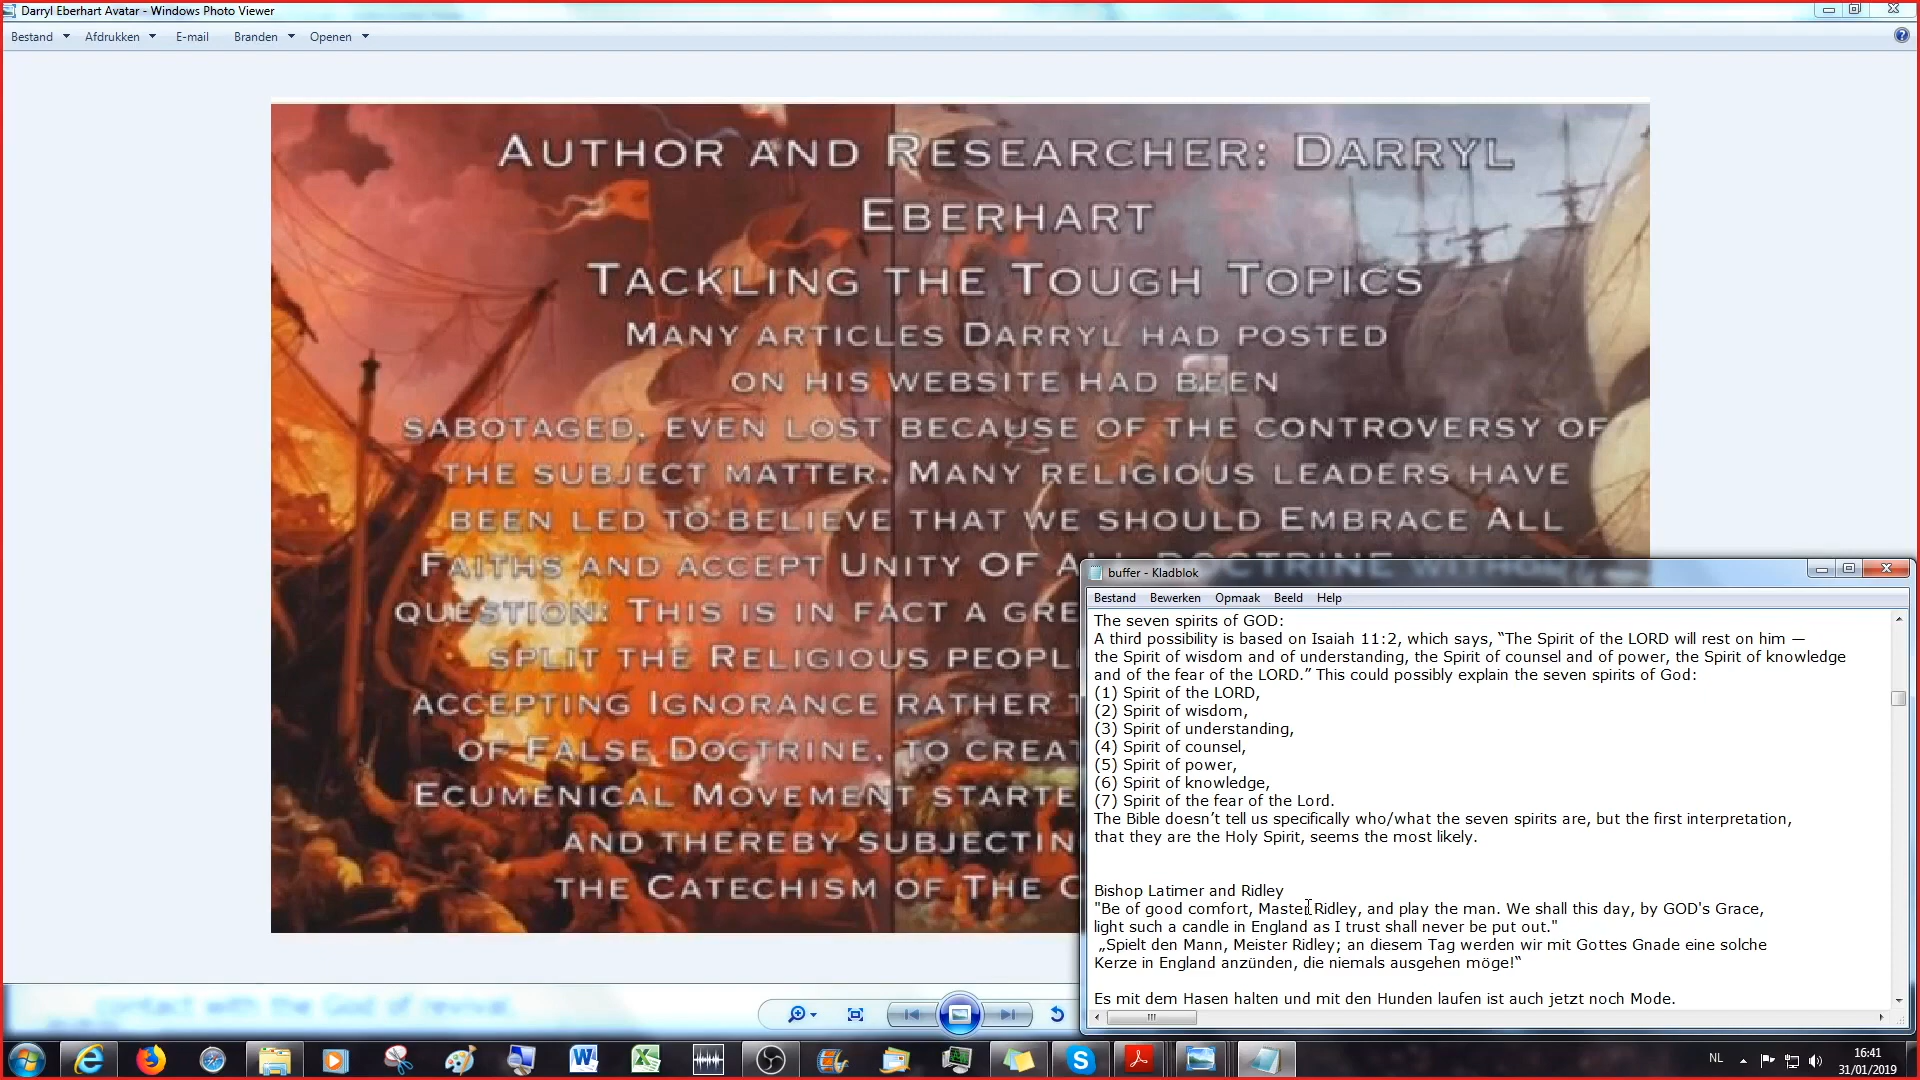 Darryl Eberhart Avatar - Windows Photo Viewer
Bestand Afdrukken E-mail Branden Openen
AUTHOR AND RESEARCHER: DARRYL
EBERHART
TACKLING THE TOUGH TOPICS
MANY ARTICLES DARRYL HAD POSTED
ON HIS WEBSITE HAD BEEN
SABOTAGED, EVEN LOST BECAUSE OF THE CONTROVERSY OF
THE SUBJECT MATTER. MANY RELIGIOUS LEADERS HAVE
BEEN LED TO BELIEVE THAT WE SHOULD EMBRACE ALL
FAITHS AND ACCEPT UNITY OF ALL DOCTRINE WITHOUT
QUESTION: THIS IS IN FACT A
SPLIT THE RELIGIOUS
ACCEPTING IGNORANCE RATHER
OF FALSE DOCTRINE, TO
ECUMENICAL MOVEMENT
AND THEREBY
THE CATECHISM OF THE
buffer - Kladblok
Bestand Bewerken Opmaak Beeld Help
The seven spirits of GOD:
A third possibility is based on Isaiah 11:2, which says, “The Spirit of the LORD will rest on him —
the Spirit of wisdom and of understanding, the Spirit of counsel and of power, the Spirit of knowledge
and of the fear of the LORD.” This could possibly explain the seven spirits of God:
(1) Spirit of the LORD,
(2) Spirit of wisdom,
(3) Spirit of understanding,
(4) Spirit of counsel,
(5) Spirit of power,
(6) Spirit of knowledge,
(7) Spirit of the fear of the Lord.
The Bible doesn’t tell us specifically who/what the seven spirits are, but the first interpretation,
that they are the Holy Spirit, seems the most likely.
Bishop Latimer and Ridley
"Be of good comfort, Master Ridley, and play the man. We shall this day, by GOD's Grace,
light such a candle in England as I trust shall never be put out."
„Spielt den Mann, Meister Ridley; an diesem Tag werden wir mit Gottes Gnade eine solche
Kerze in England anzünden, die niemals ausgehen möge!“
Es mit dem Hasen halten und mit den Hunden laufen ist auch jetzt noch Mode.
contact with the God of revival.
NL
16:41
31/01/2019